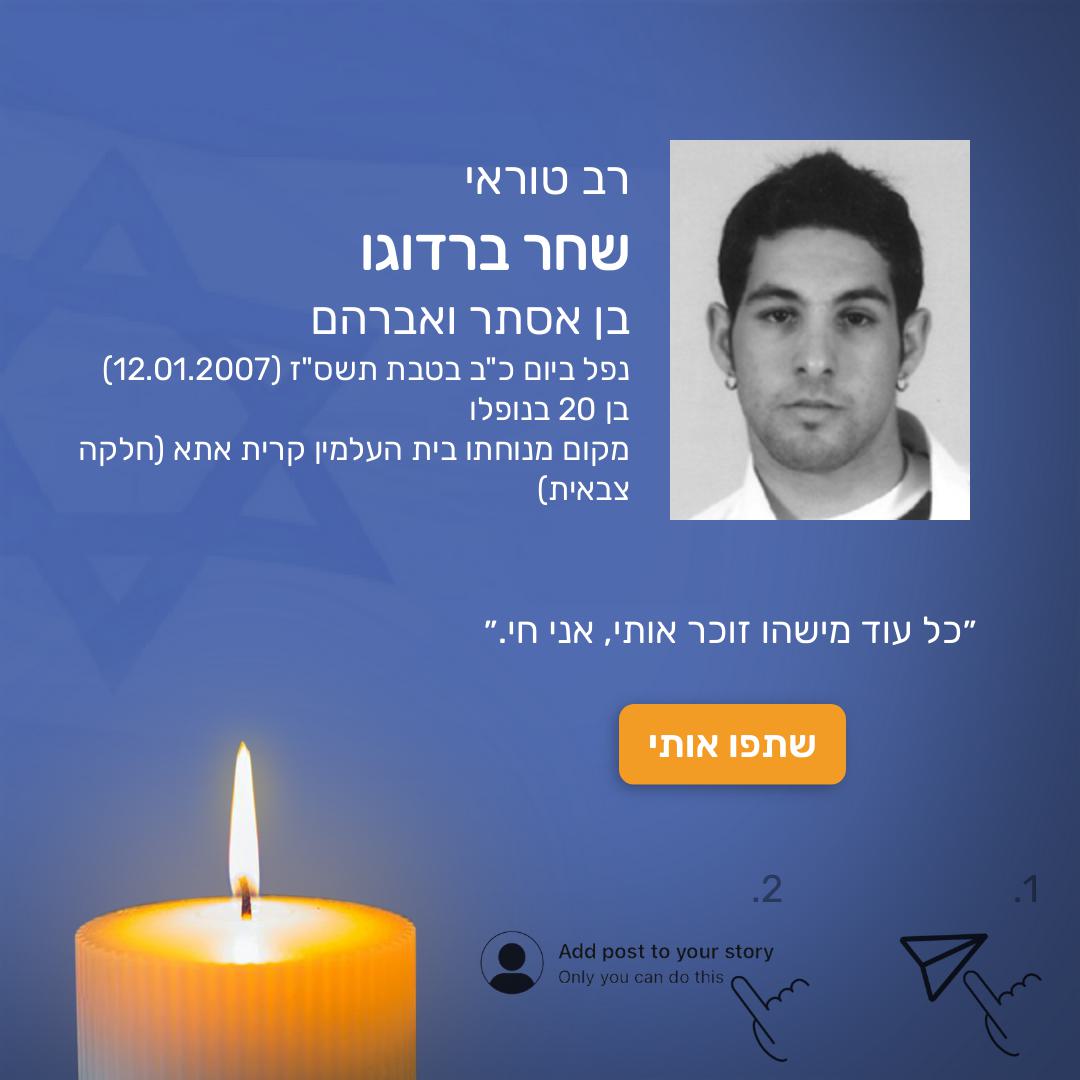 רב טוראי
שחר ברדוגו
בן אסתר ואברהם
נפל ביום כ"ב בטבת תשס"ז (12.01.2007)
בן 20 בנופלו
מקום מנוחתו בית העלמין קרית אתא (חלקה
צבאית)
״כל עוד מישהו זוכר אותי, אני חי.״
שתפו אותי
1.
2.
Add post to your story
Only you can do this